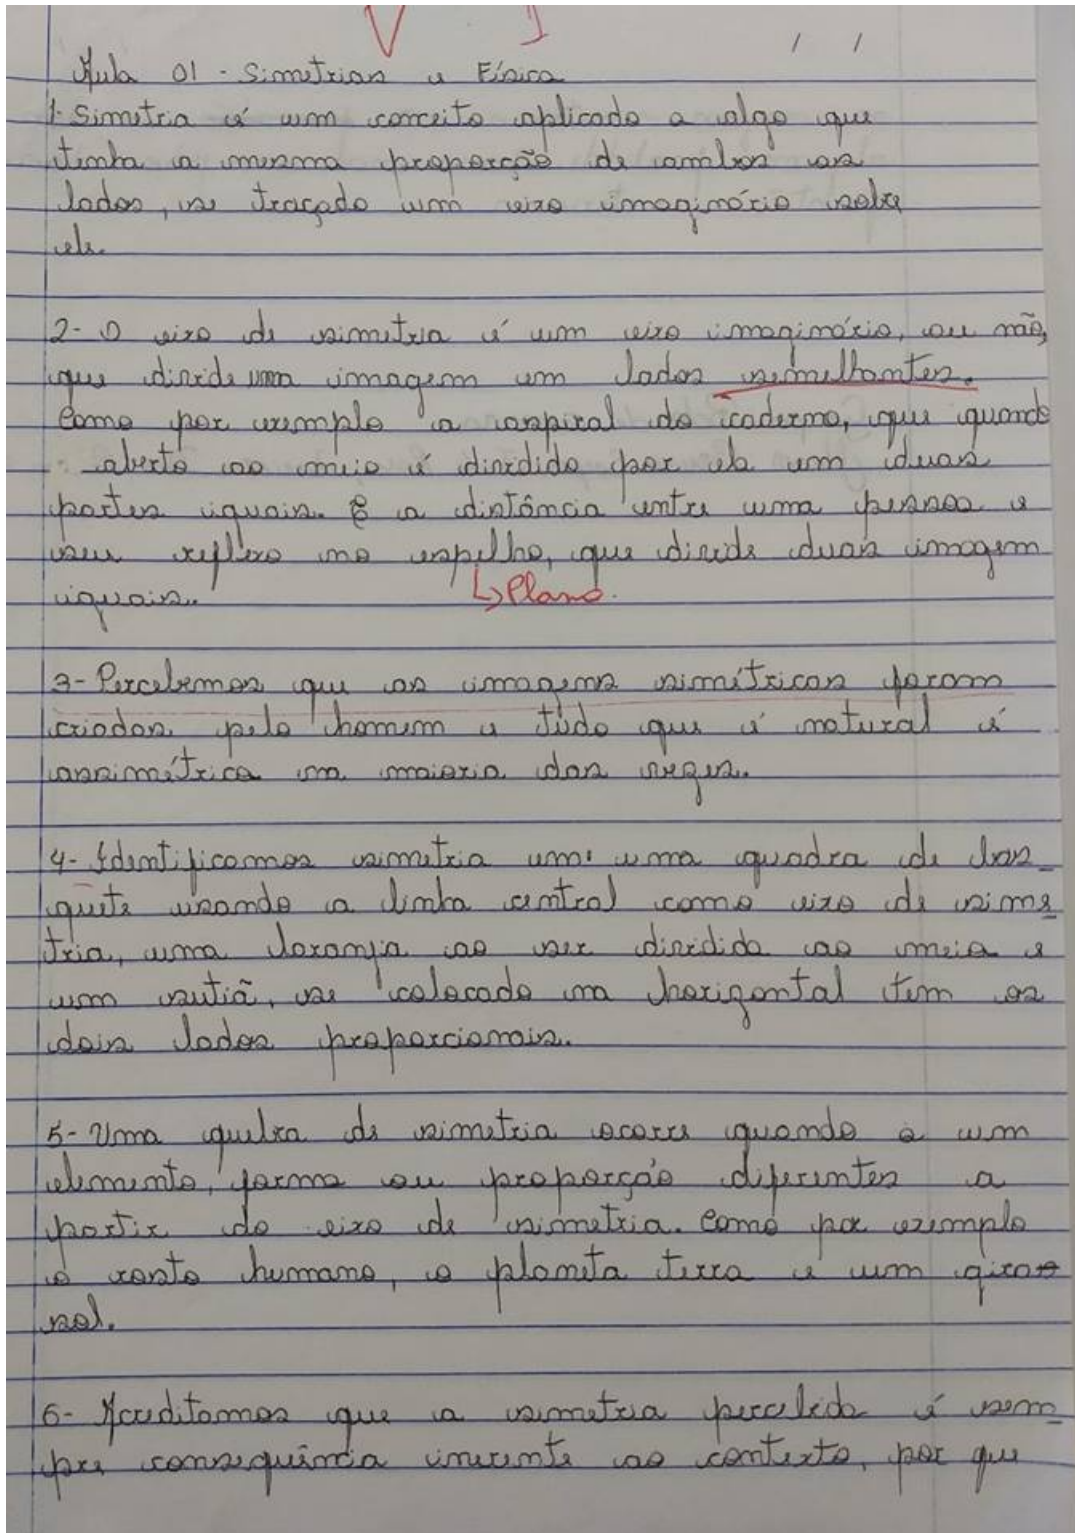 / /
Aula 01 - Simetrias e Física
1- Simetria é um conceito aplicado a algo que
tenha a mesma proporção de ambos os
lados, se traçado um eixo imaginário sobre
ele.
2- O eixo de simetria é um eixo imaginário, ou não,
que divide uma imagem em lados semelhantes.
Como por exemplo a espiral do caderno, que quando
aberto ao meio é dividido por ela em duas
partes iguais. E a distância entre uma pessoa e
seu reflexo no espelho, que divide duas imagem
iguais.
↳ Plano.
3- Percebemos que as imagens simétricas foram
criadas pelo homem e tudo que é natural é
assimétrica na maioria das vezes.
4- Identificamos simetria em: uma quadra de bas_
quete usando a linha central como eixo de sime_
tria, uma laranja ao ser dividida ao meio e
um sutiã, se colocado na horizontal tem os
dois lados proporcionais.
5- Uma quebra de simetria ocorre quando a um
elemento, forma ou proporção diferentes a
partir do eixo de simetria. Como por exemplo
o rosto humano, o planeta terra e um giras
sol.
6- Acreditamos que a simetria percebida é sem_
pre consequência inerente ao contexto, por que